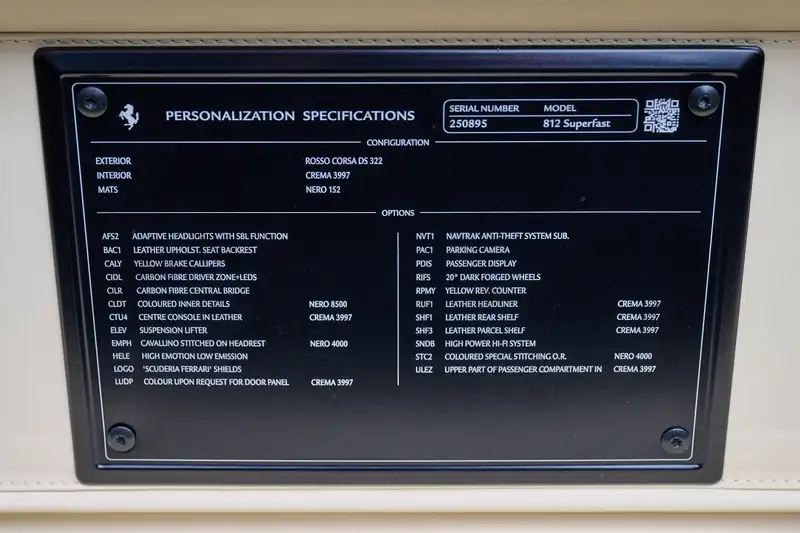 PERSONALIZATION SPECIFICATIONS
SERIAL NUMBER MODEL
250895 812 Superfast
CONFIGURATION
EXTERIOR ROSSO CORSA DS 322
INTERIOR CREMA 3997
MATS NERO 1S2
OPTIONS
AFS2 ADAPTIVE HEADLIGHTS WITH SBL FUNCTION
BAC1 LEATHER UPHOLST. SEAT BACKREST
CALY YELLOW BRAKE CALLIPERS
CIDL CARBON FIBRE DRIVER ZONE+LEDS
CILR CARBON FIBRE CENTRAL BRIDGE
CLDT COLOURED INNER DETAILS NERO 8500
CTU4 CENTRE CONSOLE IN LEATHER CREMA 3997
ELEV SUSPENSION LIFTER
EMPH CAVALLINO STITCHED ON HEADREST NERO 4000
HELE HIGH EMOTION LOW EMISSION
LOGO 'SCUDERIA FERRARI' SHIELDS
LUDP COLOUR UPON REQUEST FOR DOOR PANEL CREMA 3997
NVT1 NAVTRAK ANTI-THEFT SYSTEM SUB.
PAC1 PARKING CAMERA
PDIS PASSENGER DISPLAY
RIFS 20" DARK FORGED WHEELS
RPMY YELLOW REV. COUNTER
RUF1 LEATHER HEADLINER CREMA 3997
SHF1 LEATHER REAR SHELF CREMA 3997
SHF3 LEATHER PARCEL SHELF CREMA 3997
SNDB HIGH POWER HI-FI SYSTEM
STC2 COLOURED SPECIAL STITCHING O.R. NERO 4000
ULEZ UPPER PART OF PASSENGER COMPARTMENT IN CREMA 3997